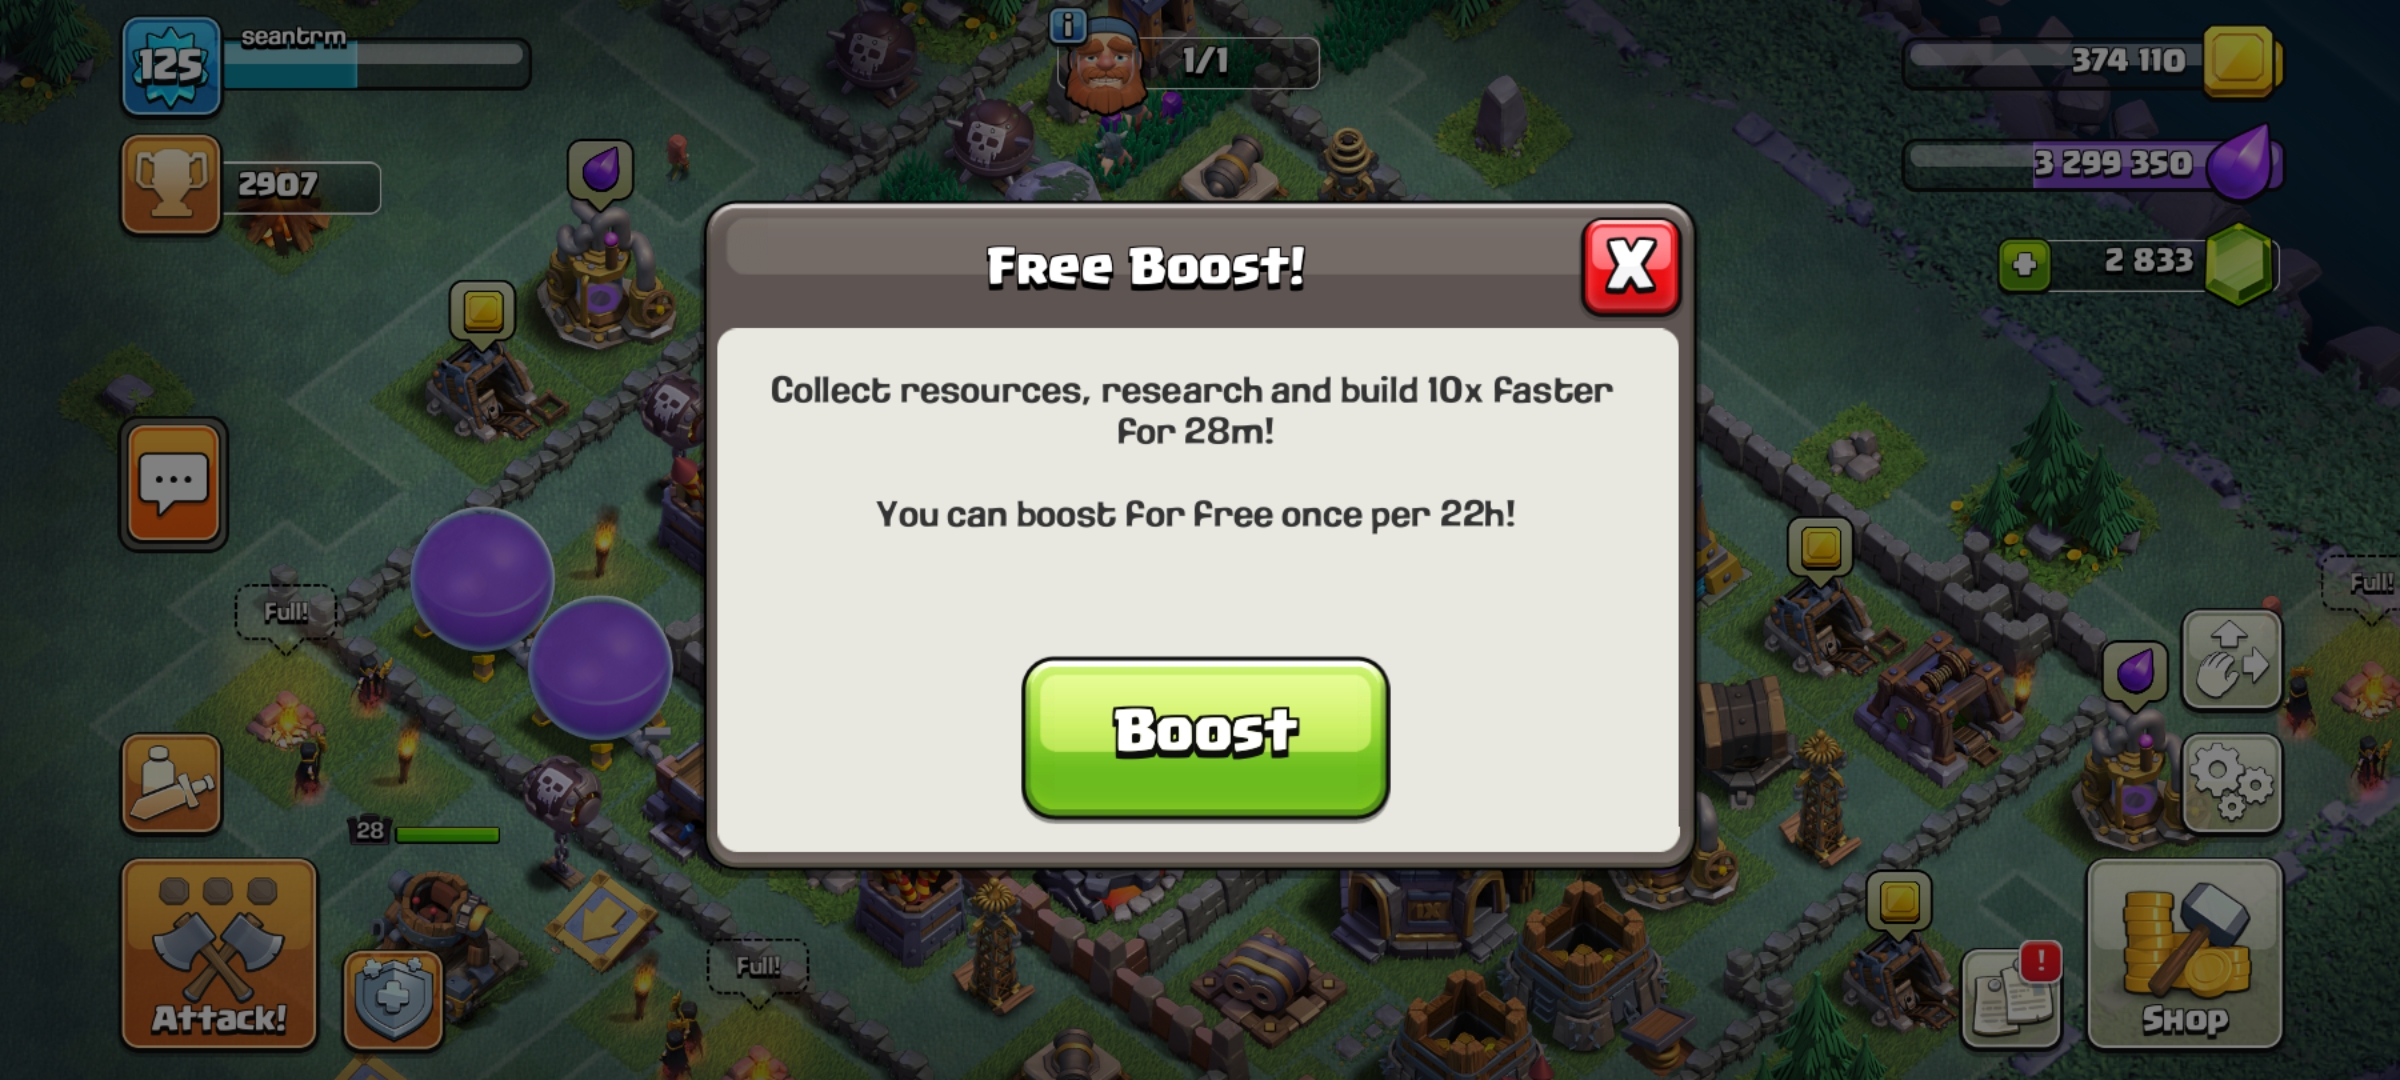 125
seantrm
i
1/1
374 110
2907
3 299 350
2 833
Free Boost!
X
Collect resources, research and build 10x faster
for 28m!
You can boost for free once per 22h!
Full!
Full!
Boost
28
Full!
!
Attack!
Shop